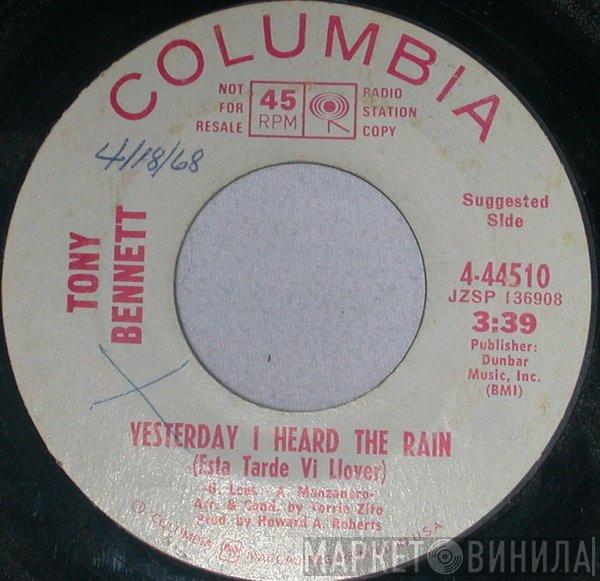 COLUMBIA
NOT
FOR
RESALE
45
RPM
RADIO
STATION
COPY
4/18/68
TONY
BENNETT
Suggested
Side
4-44510
JZSP 136908
3:39
Publisher:
Dunbar
Music, Inc.
(BMI)
YESTERDAY I HEARD THE RAIN
(Esta Tarde Vi Llover)
-G. Lees - A. Manzanero-
Arr. & Cond. by Torrie Zito
Prod. by Howard A. Roberts
© COLUMBIA
МАРКЕТ ВИНИЛА